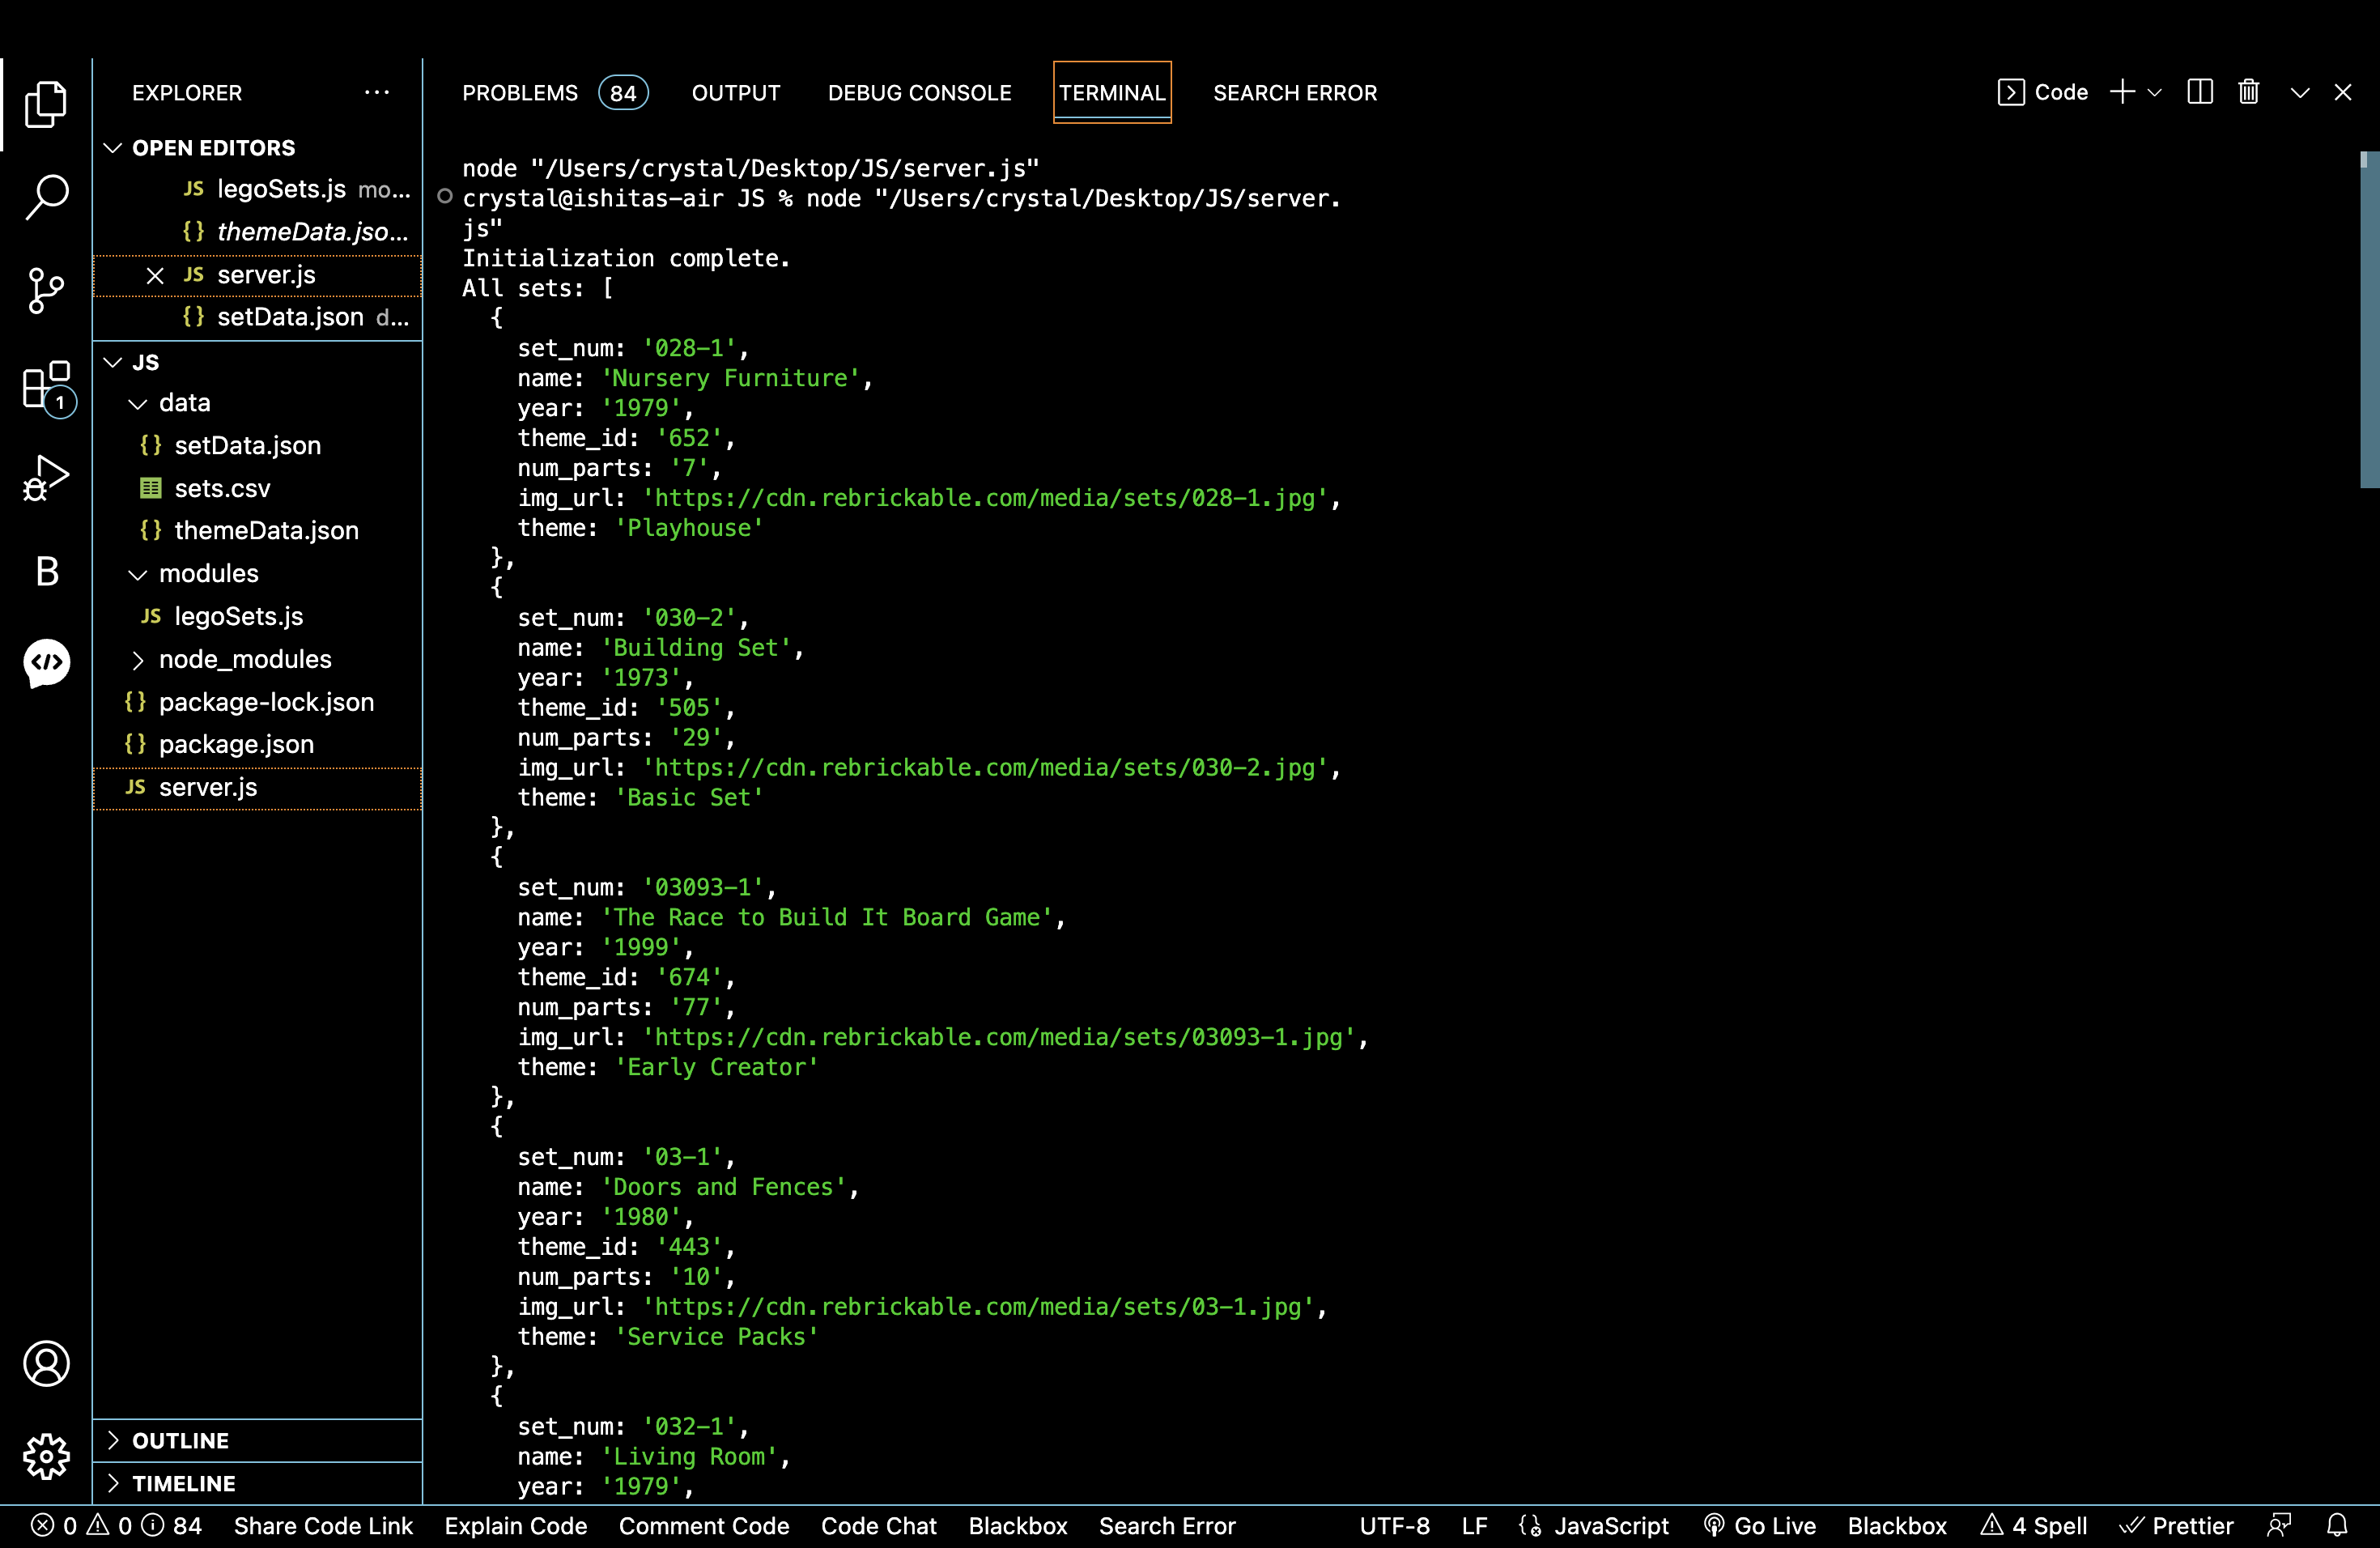 EXPLORER
OPEN EDITORS
JS legoSets.js mo...
{} themeData.jso...
JS server.js
{} setData.json d...
JS
data
{} setData.json
sets.csv
{} themeData.json
modules
JS legoSets.js
node_modules
{} package-lock.json
{} package.json
JS server.js
OUTLINE
TIMELINE
1
B
PROBLEMS 84 OUTPUT DEBUG CONSOLE TERMINAL SEARCH ERROR
Code
node "/Users/crystal/Desktop/JS/server.js"
crystal@ishitas-air JS % node "/Users/crystal/Desktop/JS/server.
js"
Initialization complete.
All sets: [
{
set_num: '028-1',
name: 'Nursery Furniture',
year: '1979',
theme_id: '652',
num_parts: '7',
img_url: 'https://cdn.rebrickable.com/media/sets/028-1.jpg',
theme: 'Playhouse'
},
{
set_num: '030-2',
name: 'Building Set',
year: '1973',
theme_id: '505',
num_parts: '29',
img_url: 'https://cdn.rebrickable.com/media/sets/030-2.jpg',
theme: 'Basic Set'
},
{
set_num: '03093-1',
name: 'The Race to Build It Board Game',
year: '1999',
theme_id: '674',
num_parts: '77',
img_url: 'https://cdn.rebrickable.com/media/sets/03093-1.jpg',
theme: 'Early Creator'
},
{
set_num: '03-1',
name: 'Doors and Fences',
year: '1980',
theme_id: '443',
num_parts: '10',
img_url: 'https://cdn.rebrickable.com/media/sets/03-1.jpg',
theme: 'Service Packs'
},
{
set_num: '032-1',
name: 'Living Room',
year: '1979',
0 0 84 Share Code Link Explain Code Comment Code Code Chat Blackbox Search Error UTF-8 LF JavaScript Go Live Blackbox 4 Spell Prettier